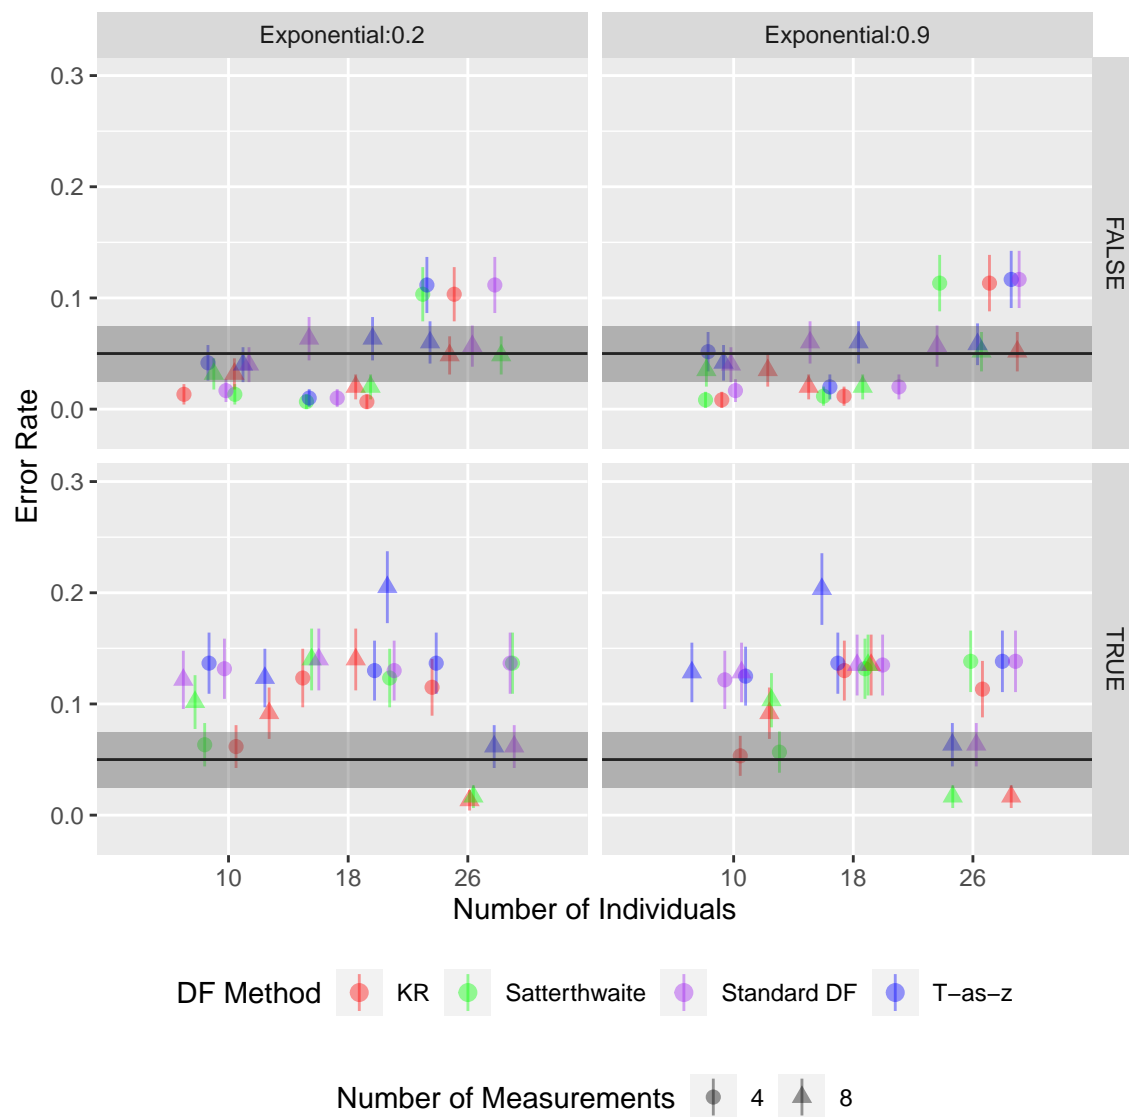 Exponential:0.2 Exponential:0.9
0.3
0.2
0.1
0.0
FALSE
Error Rate
0.3
0.2
0.1
0.0
TRUE
10 18 26 10 18 26
Number of Individuals
DF Method KR Satterthwaite Standard DF T−as−z
Number of Measurements 4 8